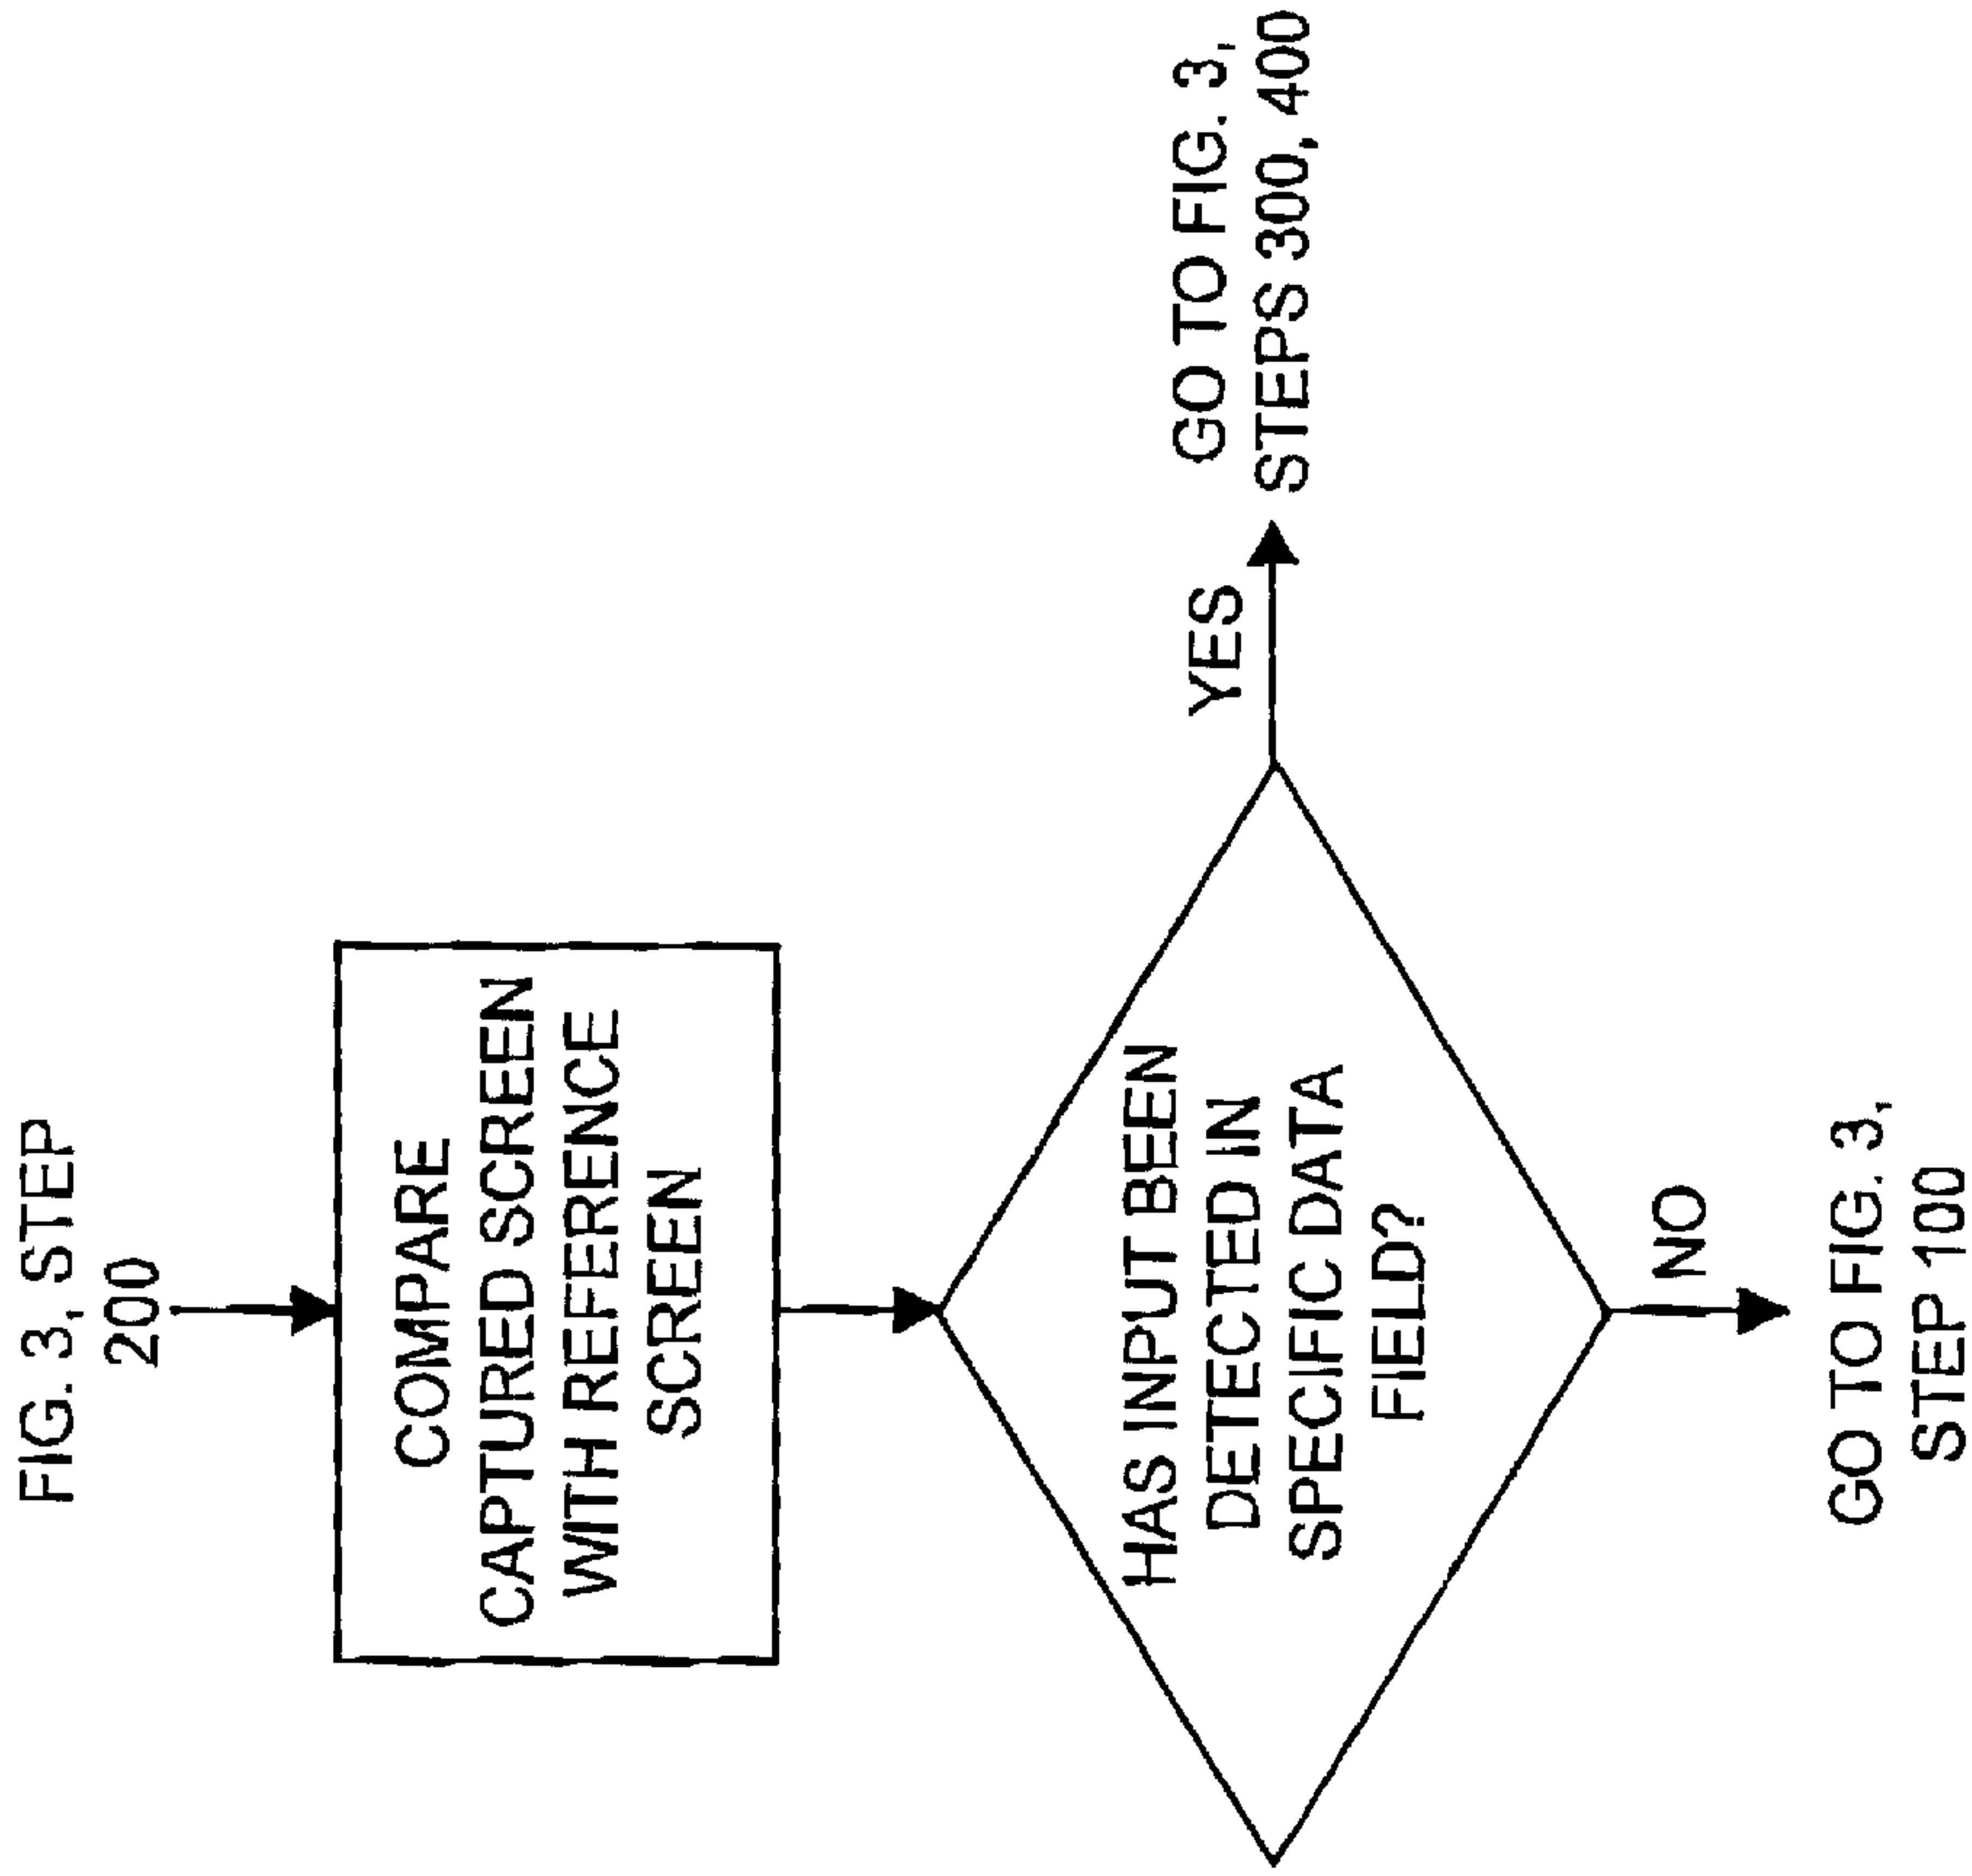 FIG. 3, STEP
200
COMPARE
CAPTURED SCREEN
WITH REFERENCE
SCREEN
HAS INPUT BEEN
DETECTED IN
SPECIFIC DATA
FIELD?
YES
GO TO FIG. 3,
STEPS 300, 400
NO
GO TO FIG. 3,
STEP 100